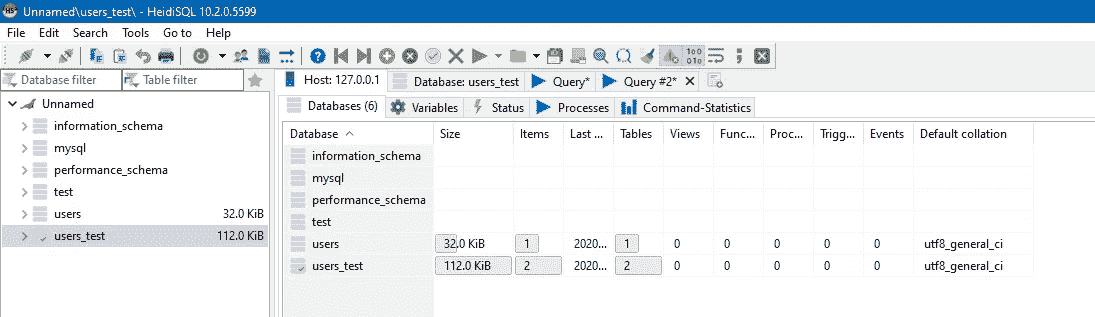 Unnamed\users_test\ - HeidiSQL 10.2.0.5599
File Edit Search Tools Go to Help
Database filter Table filter
Host: 127.0.0.1 Database: users_test Query* Query #2*
Databases (6) Variables Status Processes Command-Statistics
Unnamed
information_schema
mysql
performance_schema
test
users 32.0 KiB
users_test 112.0 KiB
Database Size Items Last ... Tables Views Func... Proc... Trigg... Events Default collation
information_schema
mysql
performance_schema
test
users 32.0 KiB 1 2020... 1 0 0 0 0 0 utf8_general_ci
users_test 112.0 KiB 2 2020... 2 0 0 0 0 0 utf8_general_ci